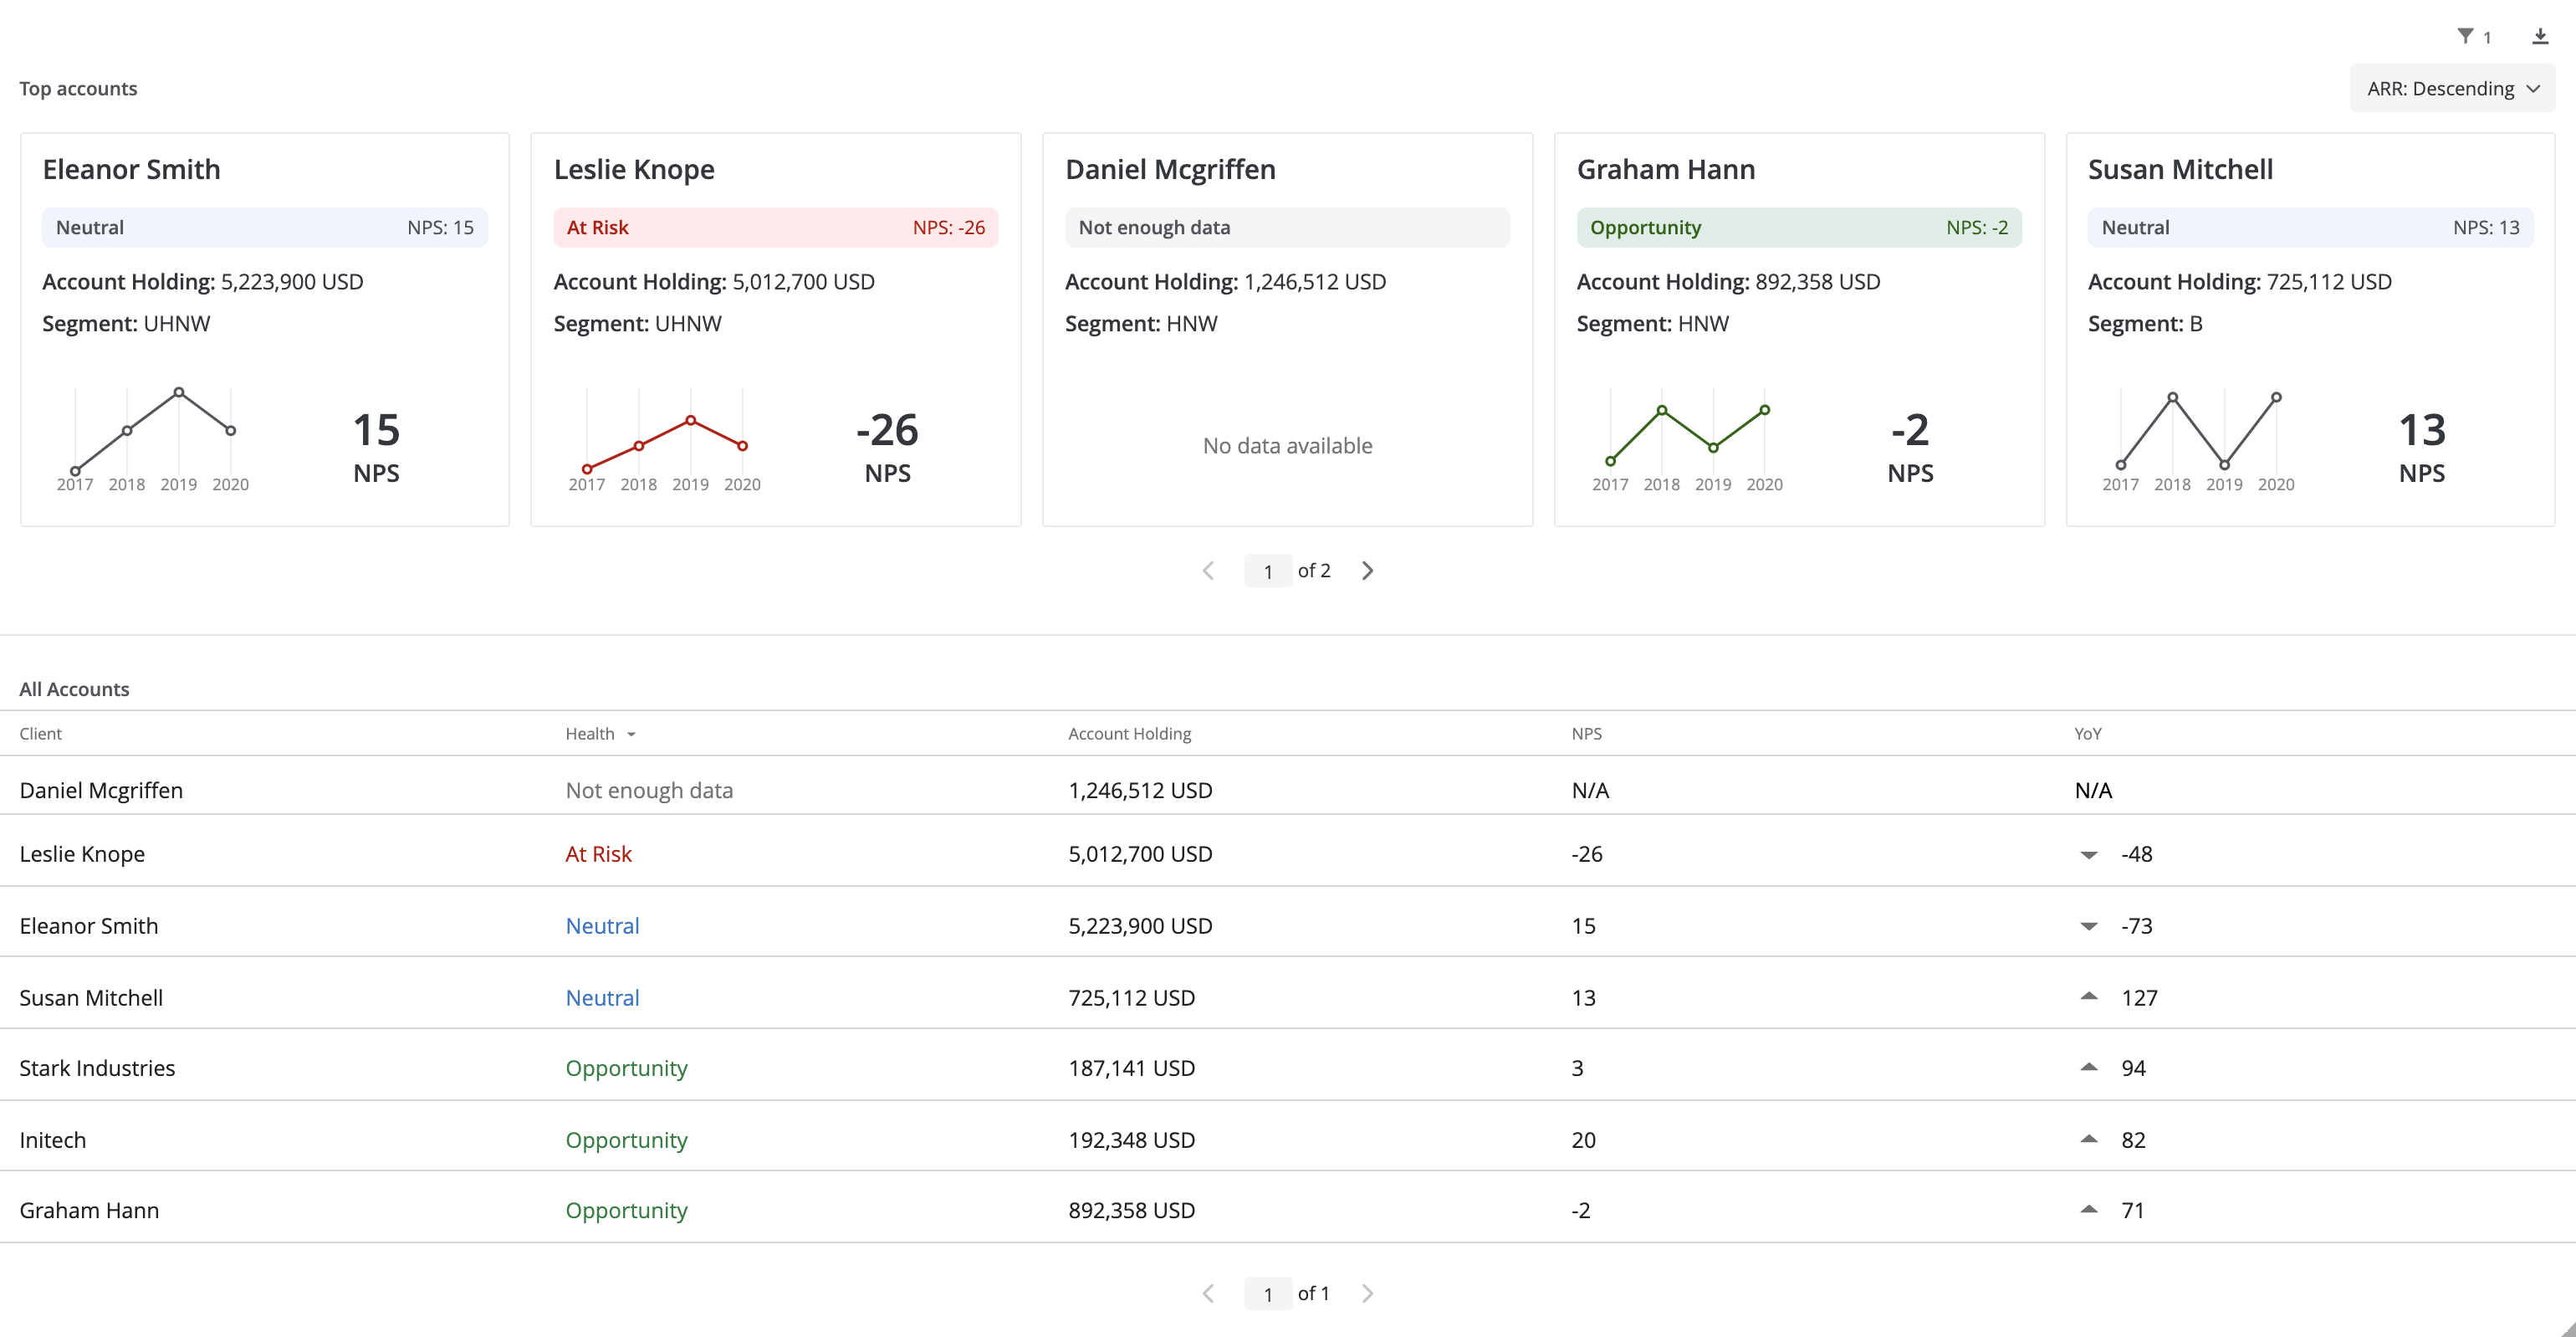 1
Top accounts
ARR: Descending
Eleanor Smith
Neutral NPS: 15
Account Holding: 5,223,900 USD
Segment: UHNW
15
NPS
2017 2018 2019 2020
Leslie Knope
At Risk NPS: -26
Account Holding: 5,012,700 USD
Segment: UHNW
-26
NPS
2017 2018 2019 2020
Daniel Mcgriffen
Not enough data
Account Holding: 1,246,512 USD
Segment: HNW
No data available
Graham Hann
Opportunity NPS: -2
Account Holding: 892,358 USD
Segment: HNW
-2
NPS
2017 2018 2019 2020
Susan Mitchell
Neutral NPS: 13
Account Holding: 725,112 USD
Segment: B
13
NPS
2017 2018 2019 2020
1 of 2
All Accounts
Client Health Account Holding NPS YoY
Daniel Mcgriffen Not enough data 1,246,512 USD N/A N/A
Leslie Knope At Risk 5,012,700 USD -26 -48
Eleanor Smith Neutral 5,223,900 USD 15 -73
Susan Mitchell Neutral 725,112 USD 13 127
Stark Industries Opportunity 187,141 USD 3 94
Initech Opportunity 192,348 USD 20 82
Graham Hann Opportunity 892,358 USD -2 71
1 of 1